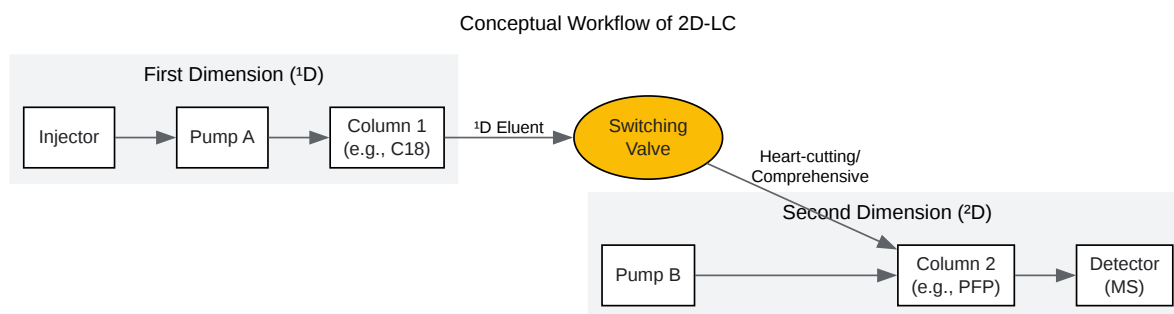 Conceptual Workflow of 2D-LC
First Dimension (¹D)
Injector
Pump A
Column 1
(e.g., C18)
¹D Eluent
Switching
Valve
Heart-cutting/
Comprehensive
Second Dimension (²D)
Pump B
Column 2
(e.g., PFP)
Detector
(MS)